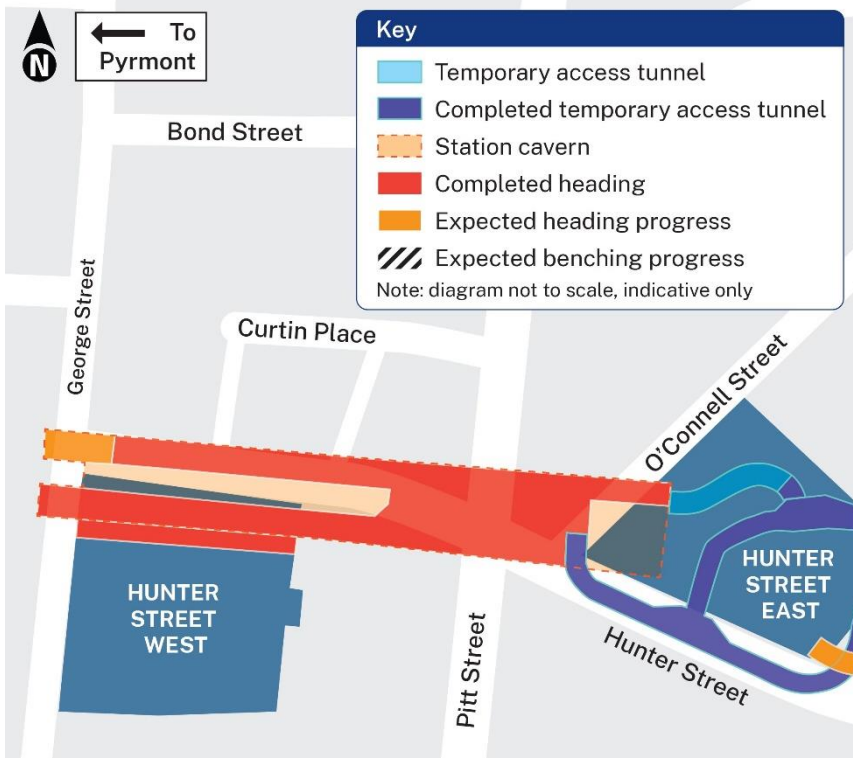 N
To
Pyrmont
Key
Temporary access tunnel
Completed temporary access tunnel
Station cavern
Completed heading
Expected heading progress
Expected benching progress
Note: diagram not to scale, indicative only
Bond Street
George Street
Curtin Place
O'Connell Street
HUNTER
STREET
WEST
HUNTER
STREET
EAST
Pitt Street
Hunter Street